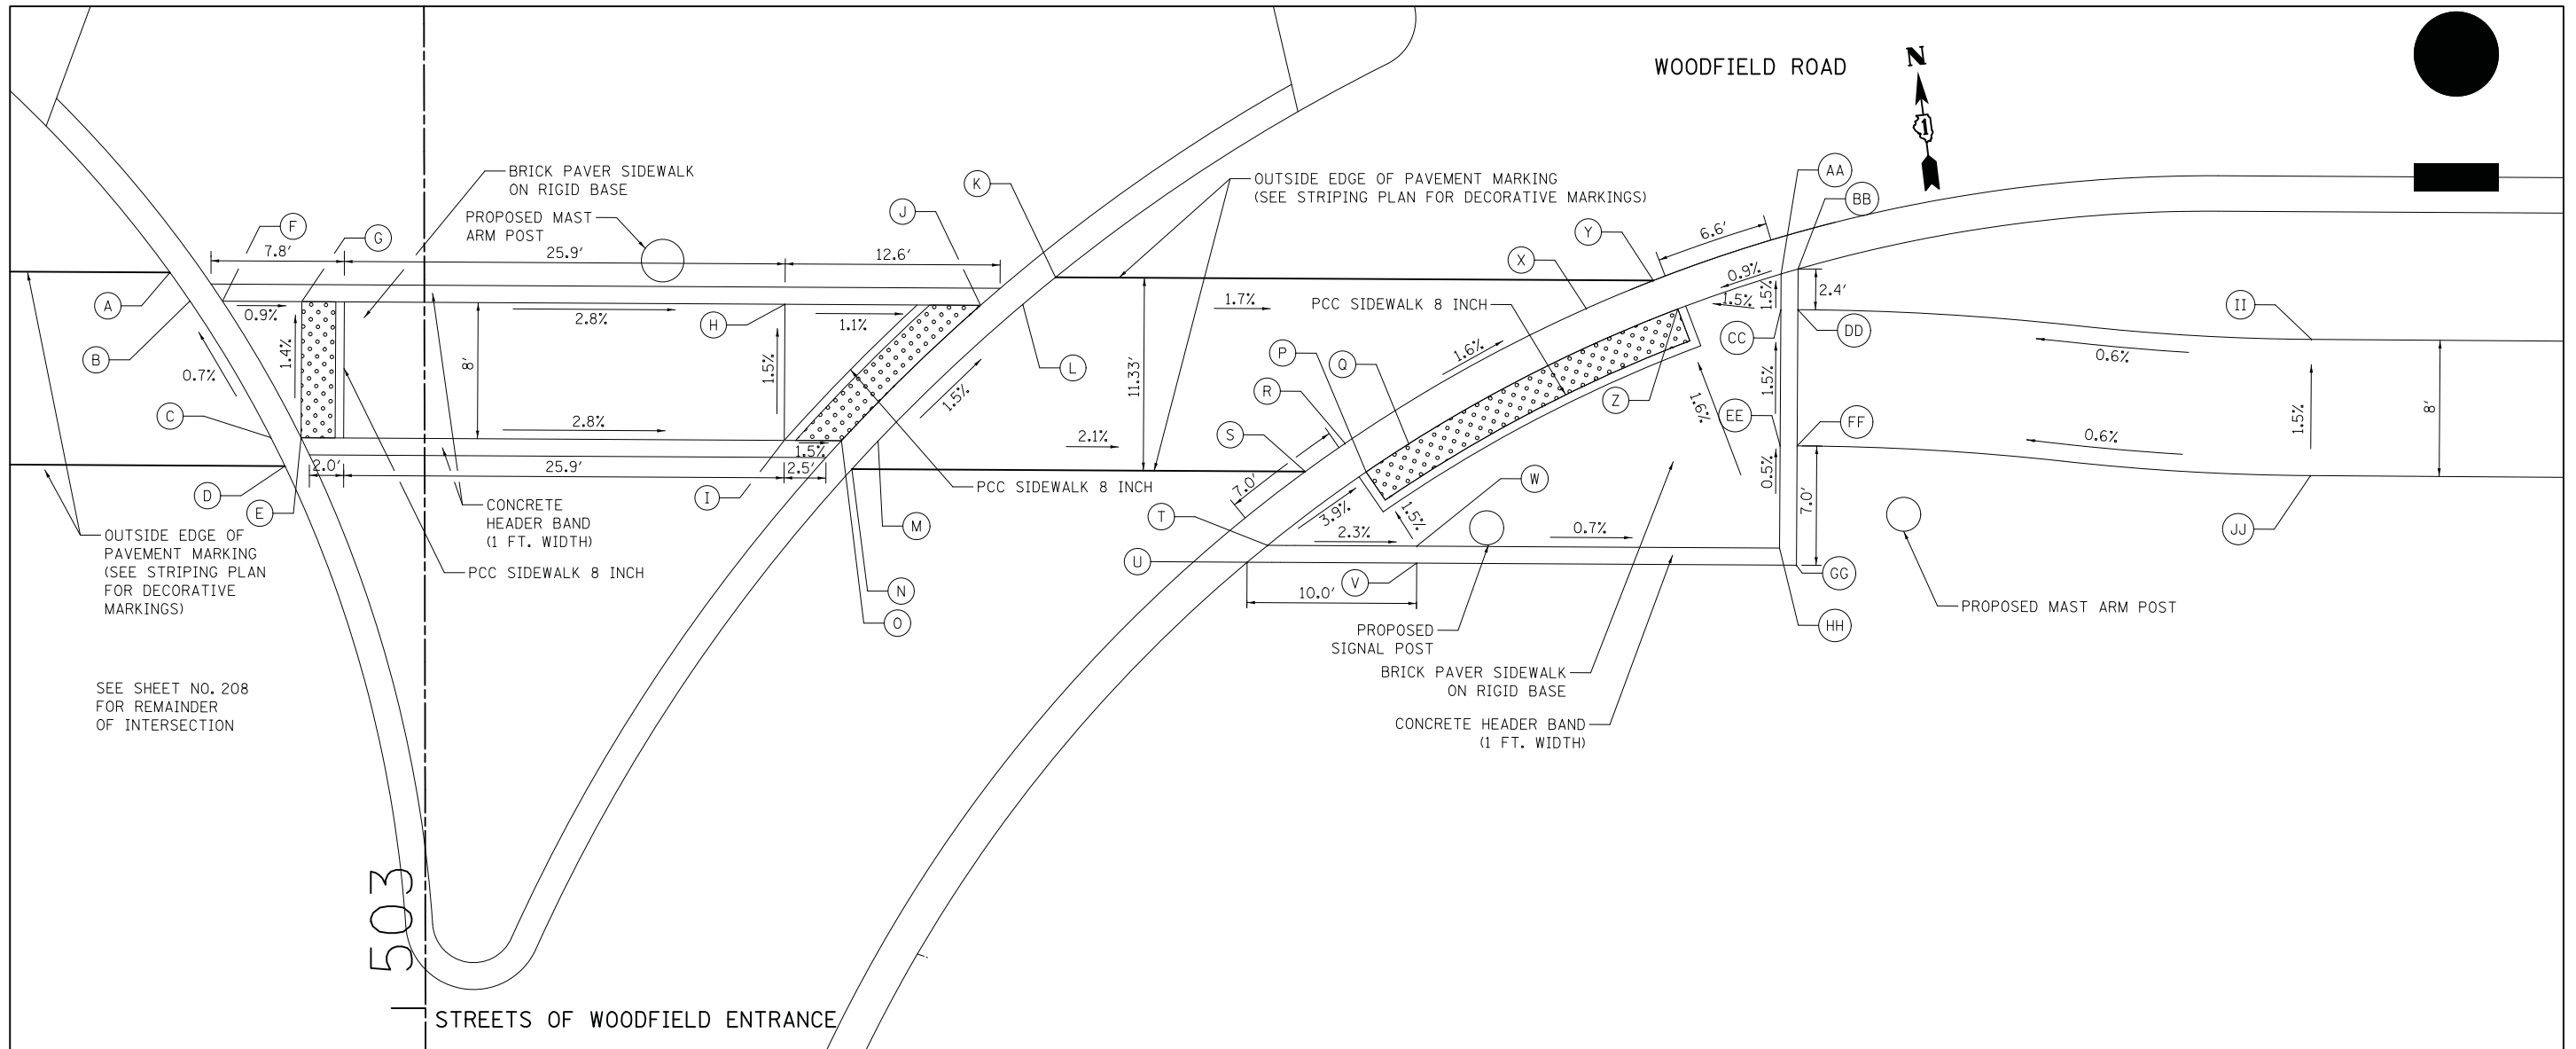 WOODFIELD ROAD
N
1
BRICK PAVER SIDEWALK
ON RIGID BASE
PROPOSED MAST
ARM POST
OUTSIDE EDGE OF PAVEMENT MARKING
(SEE STRIPING PLAN FOR DECORATIVE MARKINGS)
K
J
F
G
7.8'
25.9'
12.6'
AA
BB
Y
X
6.6'
A
B
C
D
E
0.9%
1.4%
0.7%
8'
2.8%
2.8%
H
1.5%
1.1%
L
1.5%
11.33'
1.7%
2.1%
PCC SIDEWALK 8 INCH
1.6%
0.9%
1.5%
1.5%
2.4'
CC
DD
II
0.6%
P
Q
R
S
Z
1.6%
1.5%
EE
FF
0.5%
7.0'
0.6%
1.5%
8'
2.0'
25.9'
1.5%
2.5'
I
PCC SIDEWALK 8 INCH
M
N
O
7.0'
T
3.9%
2.3%
1.5%
W
0.7%
U
V
10.0'
GG
HH
JJ
OUTSIDE EDGE OF
PAVEMENT MARKING
(SEE STRIPING PLAN
FOR DECORATIVE
MARKINGS)
CONCRETE
HEADER BAND
(1 FT. WIDTH)
PCC SIDEWALK 8 INCH
PROPOSED
SIGNAL POST
PROPOSED MAST ARM POST
BRICK PAVER SIDEWALK
ON RIGID BASE
CONCRETE HEADER BAND
(1 FT. WIDTH)
SEE SHEET NO. 208
FOR REMAINDER
OF INTERSECTION
503
STREETS OF WOODFIELD ENTRANCE